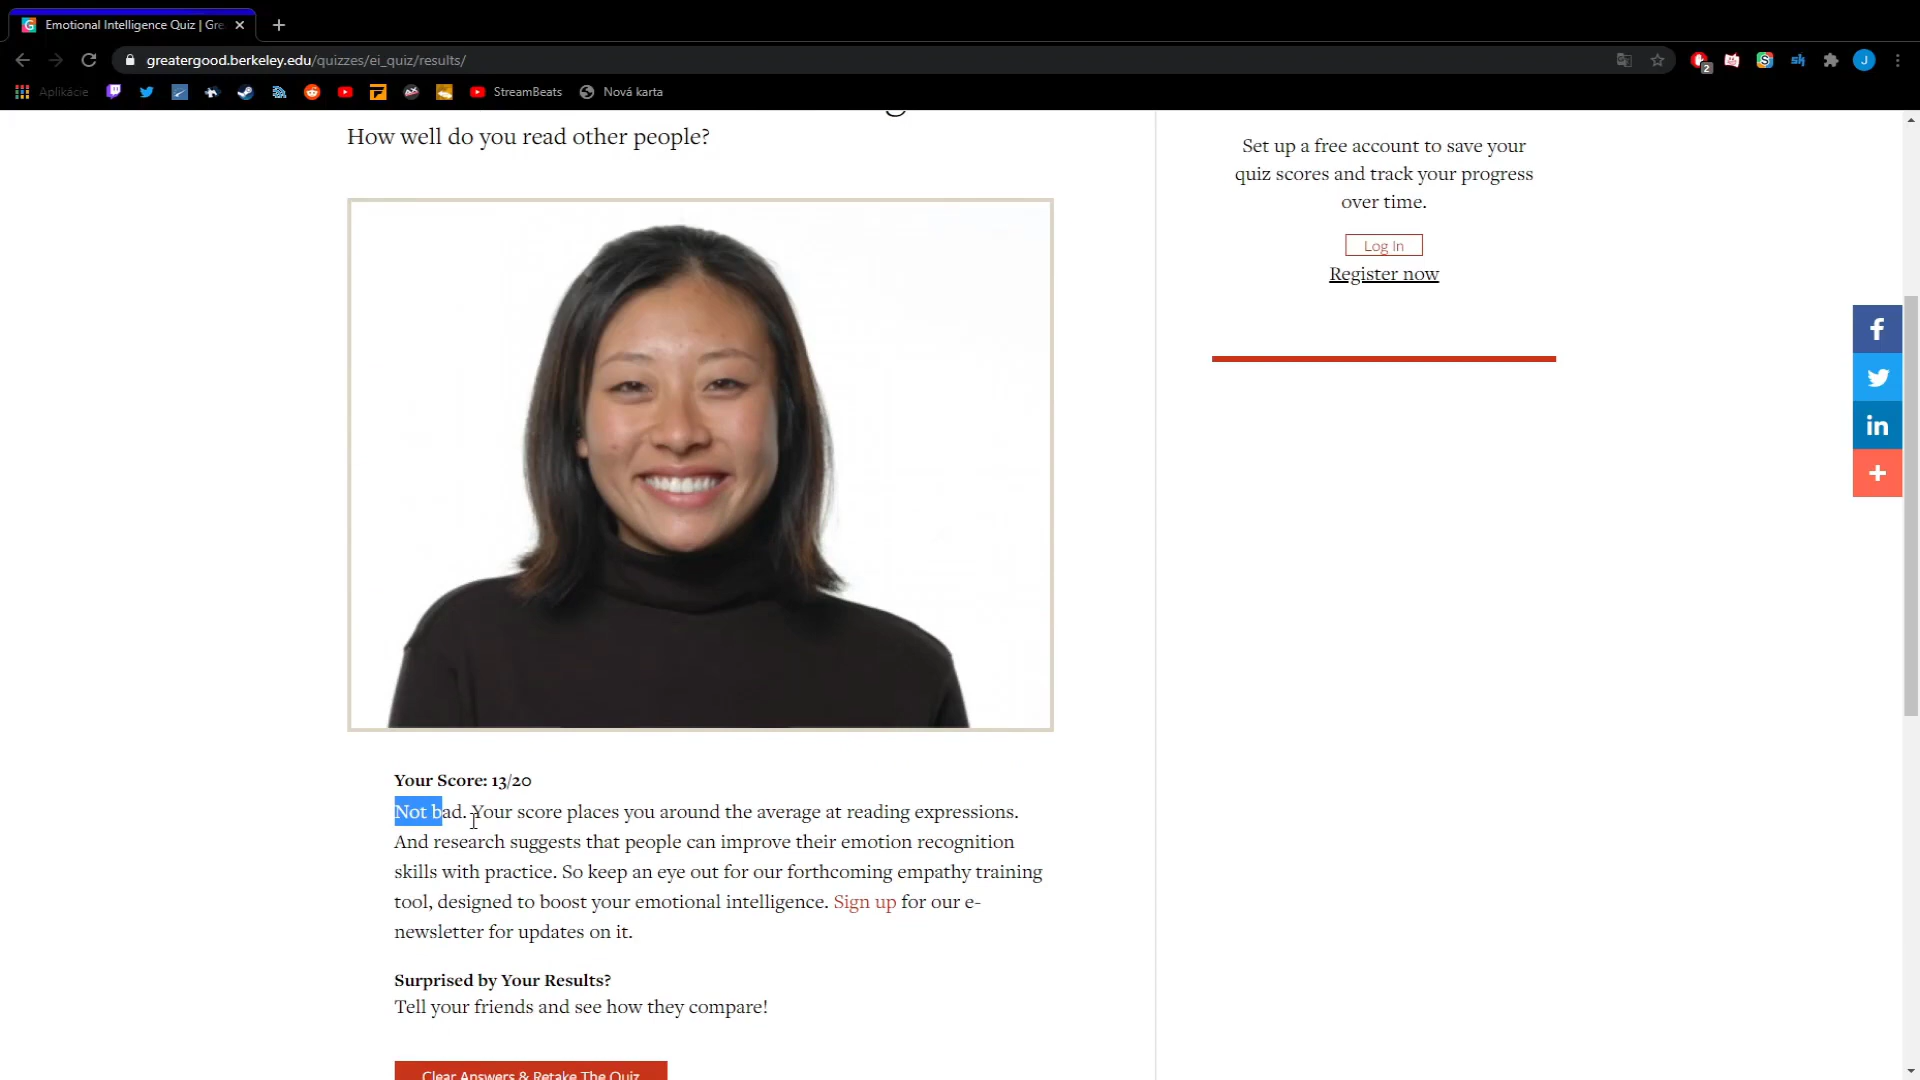 Emotional Intelligence Quiz | Gre
greatergood.berkeley.edu/quizzes/ei_quiz/results/
2
J
Aplikácie
StreamBeats
Nová karta
How well do you read other people?
Set up a free account to save your
quiz scores and track your progress
over time.
Log In
Register now
Your Score: 13/20
Not bad. Your score places you around the average at reading expressions.
And research suggests that people can improve their emotion recognition
skills with practice. So keep an eye out for our forthcoming empathy training
tool, designed to boost your emotional intelligence. Sign up for our e-
newsletter for updates on it.
Surprised by Your Results?
Tell your friends and see how they compare!
Clear Answers & Retake The Quiz